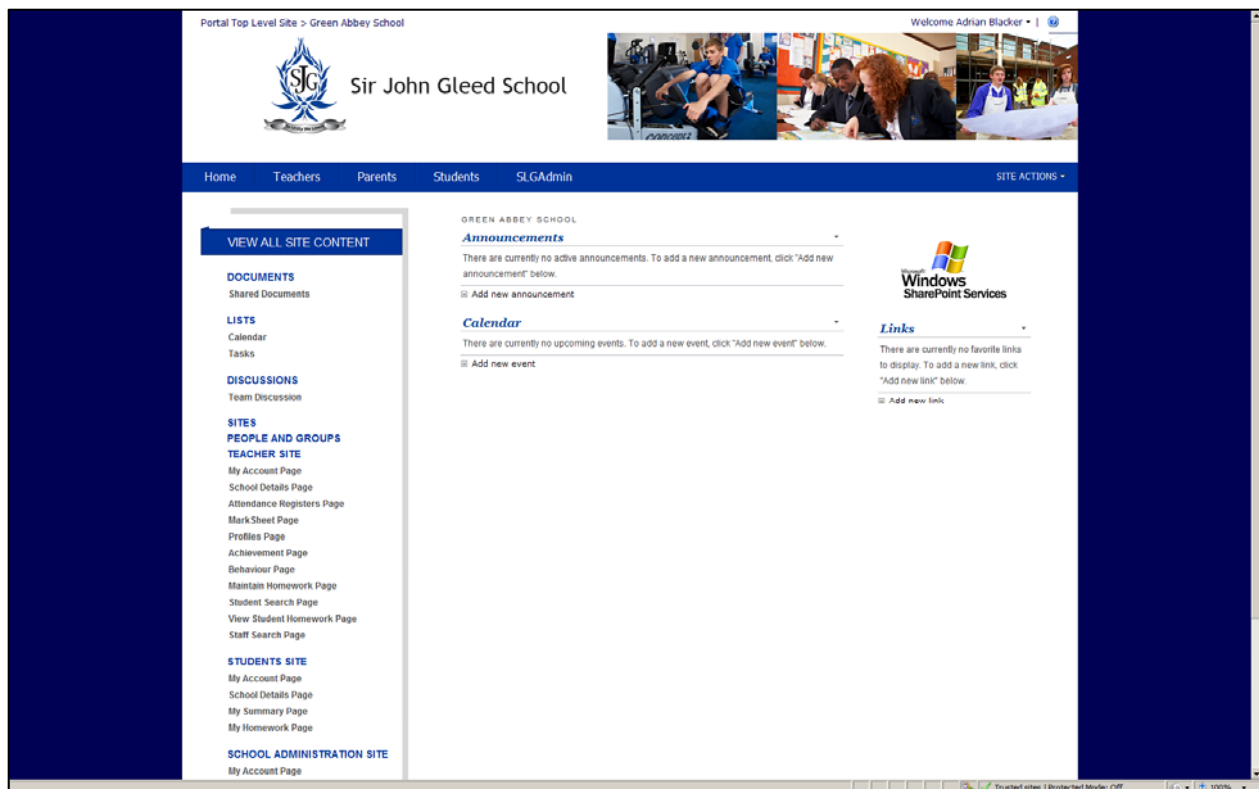 Portal Top Level Site > Green Abbey School
Welcome Adrian Blacker
SJG
Sir John Gleed School
Home Teachers Parents Students SLGAdmin SITE ACTIONS
VIEW ALL SITE CONTENT
DOCUMENTS
Shared Documents
LISTS
Calendar
Tasks
DISCUSSIONS
Team Discussion
SITES
PEOPLE AND GROUPS
TEACHER SITE
My Account Page
School Details Page
Attendance Registers Page
MarkSheet Page
Profiles Page
Achievement Page
Behaviour Page
Maintain Homework Page
Student Search Page
View Student Homework Page
Staff Search Page
STUDENTS SITE
My Account Page
School Details Page
My Summary Page
My Homework Page
SCHOOL ADMINISTRATION SITE
My Account Page
GREEN ABBEY SCHOOL
Announcements
There are currently no active announcements. To add a new announcement, click "Add new
announcement" below.
Add new announcement
Calendar
There are currently no upcoming events. To add a new event, click "Add new event" below.
Add new event
Microsoft
Windows
SharePoint Services
Links
There are currently no favorite links
to display. To add a new link, click
"Add new link" below.
Add new link
Trusted sites | Protected Mode: Off 100%